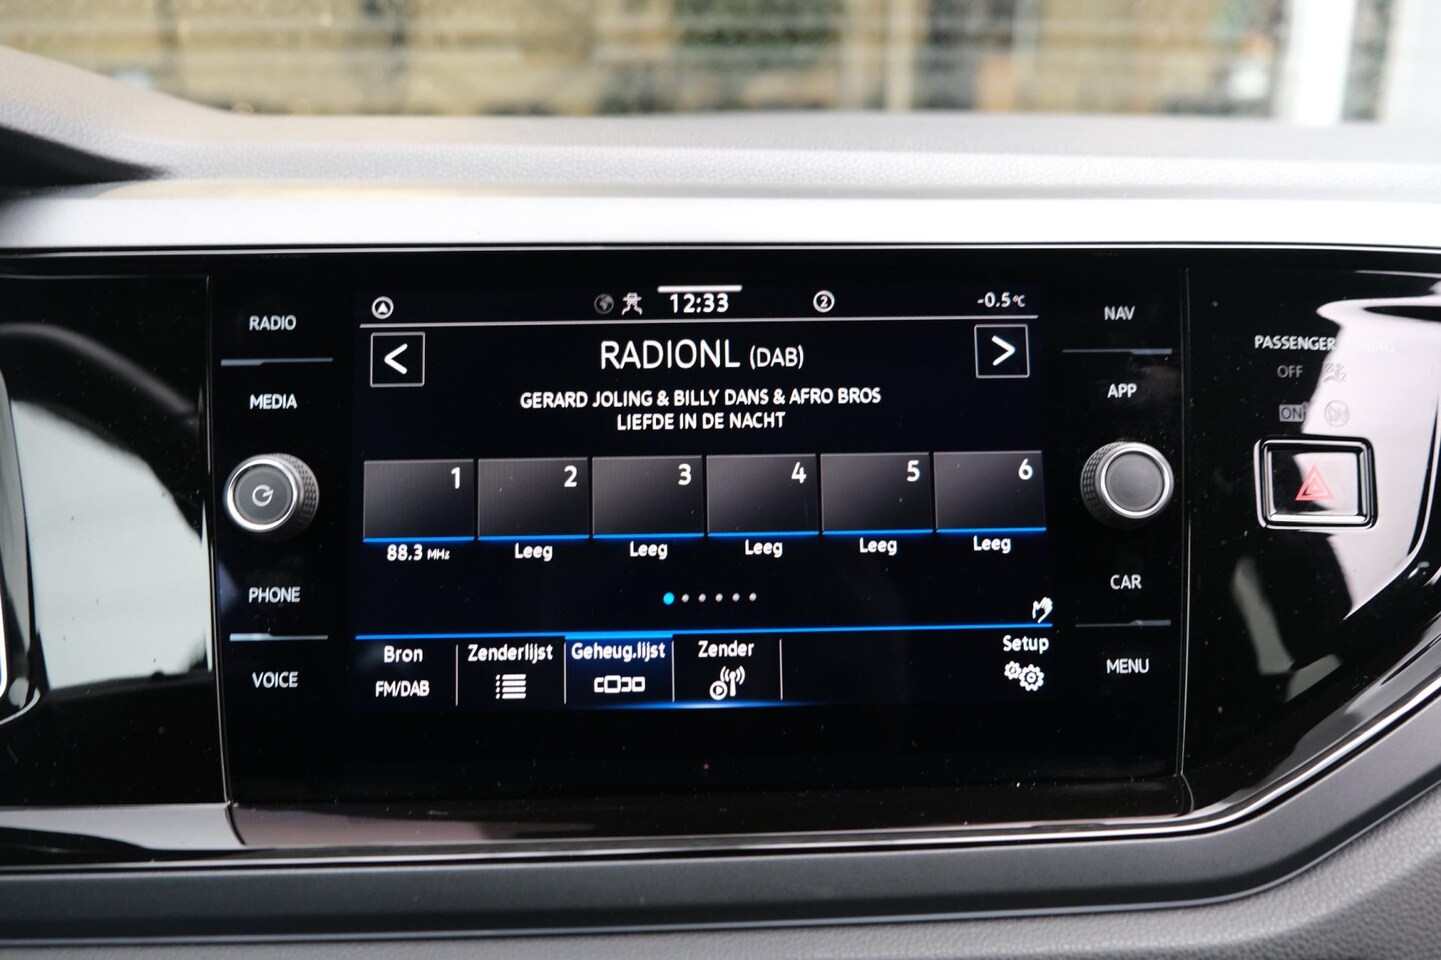 RADIO
MEDIA
PHONE
VOICE
12:33
2
-0.5°C
<
RADIONL (DAB)
>
GERARD JOLING & BILLY DANS & AFRO BROS
LIEFDE IN DE NACHT
1 2 3 4 5 6
88.3 MHz Leeg Leeg Leeg Leeg Leeg
Bron Zenderlijst Geheug.lijst Zender Setup
FM/DAB
NAV
APP
CAR
MENU
PASSENGER
OFF
ON